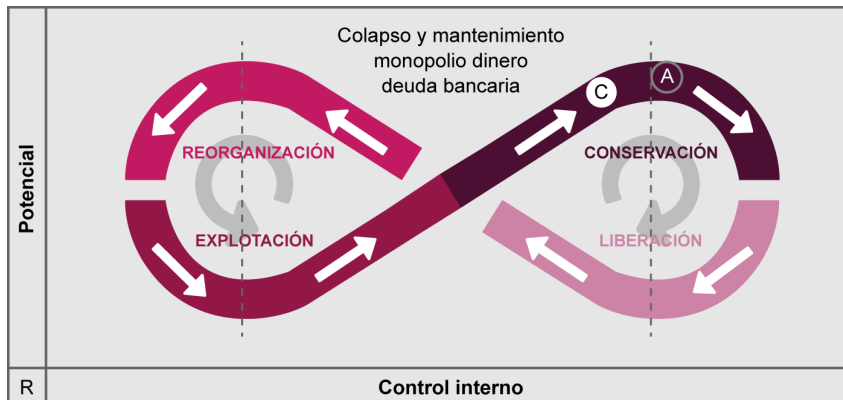 Colapso y mantenimiento
monopolio dinero
deuda bancaria
C
A
REORGANIZACIÓN
CONSERVACIÓN
Potencial
EXPLOTACIÓN
LIBERACIÓN
R
Control interno